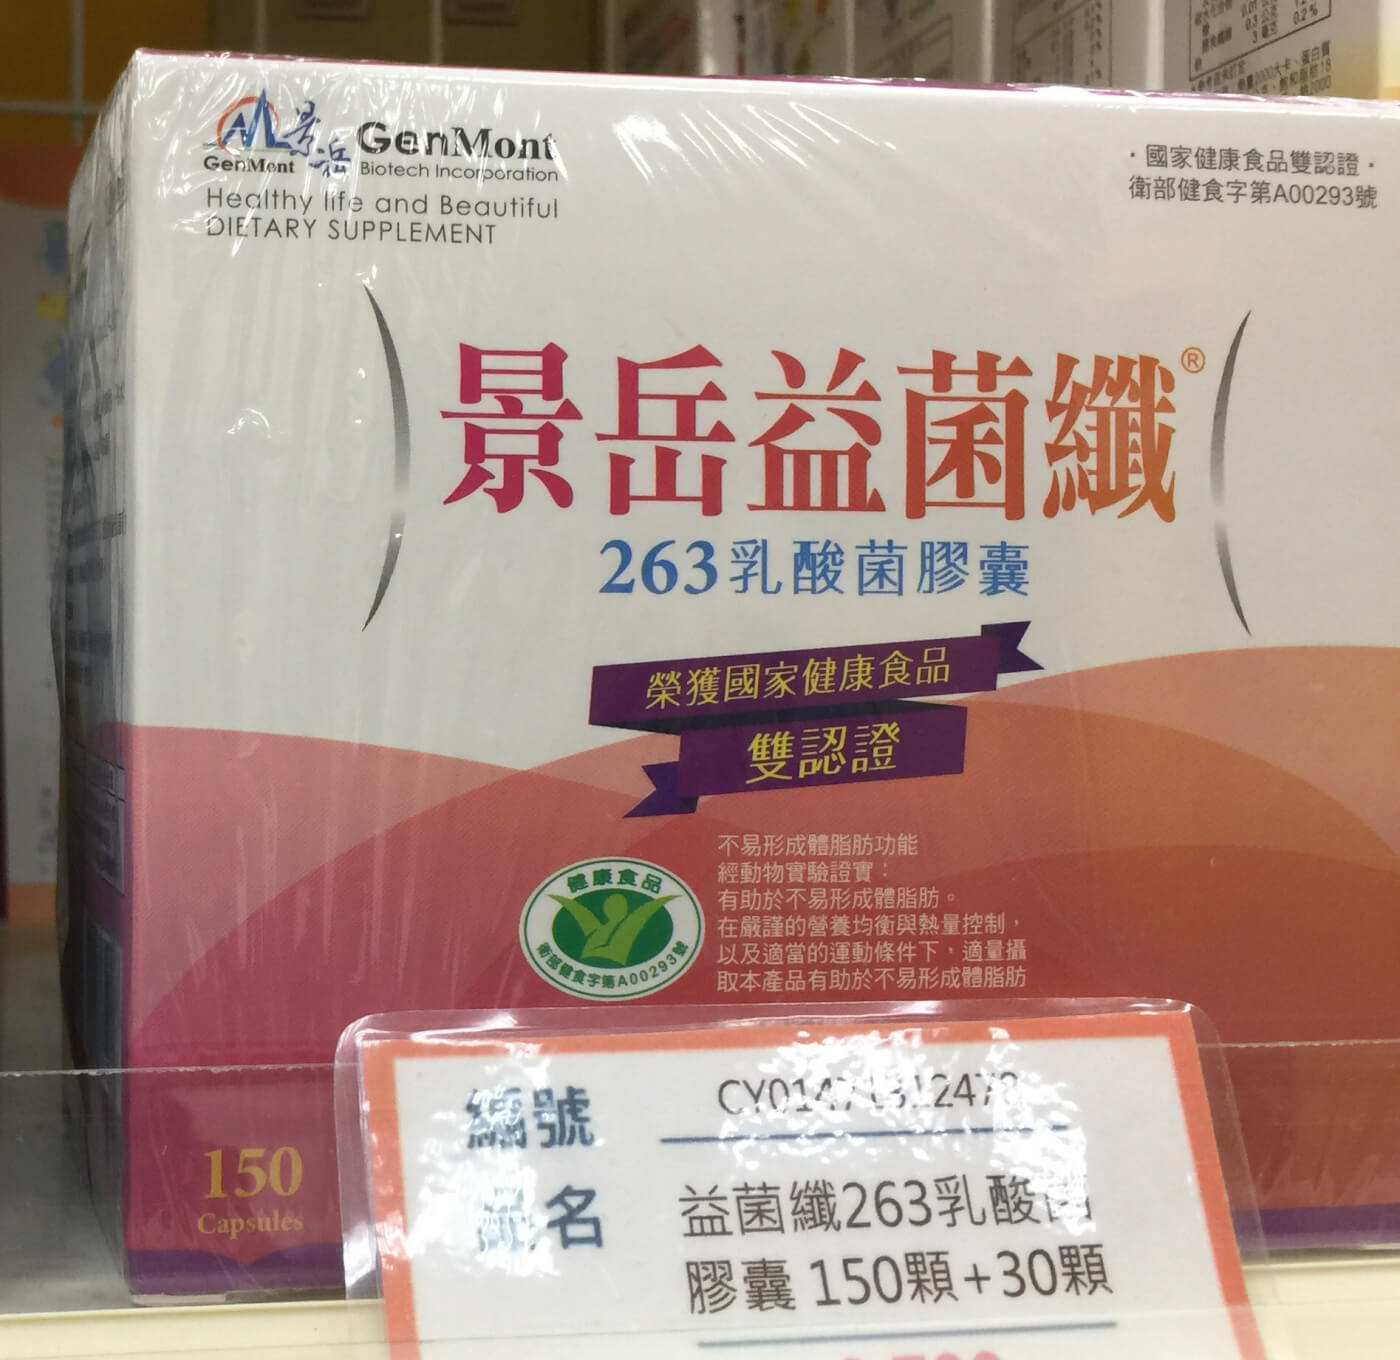 景岳 GenMont
GenMont Biotech Incorporation
Healthy life and Beautiful
DIETARY SUPPLEMENT
·國家健康食品雙認證·
衛部健食字第A00293號
景岳益菌纖®
263乳酸菌膠囊
榮獲國家健康食品
雙認證
不易形成體脂肪功能
經動物實驗證實：
有助於不易形成體脂肪。
在嚴謹的營養均衡與熱量控制，
以及適當的運動條件下，適量攝
取本產品有助於不易形成體脂肪
健康食品
衛部健食字第A00293號
150
Capsules
編號 CY01471312478
品名 益菌纖263乳酸菌
膠囊 150顆+30顆